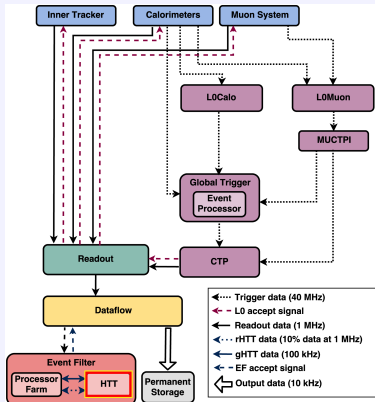 Inner Tracker
Calorimeters
Muon System
L0Calo
L0Muon
MUCTPI
Global Trigger
Event
Processor
Readout
CTP
Dataflow
Event Filter
Processor
Farm
HTT
Permanent
Storage
Trigger data (40 MHz)
L0 accept signal
Readout data (1 MHz)
rHTT data (10% data at 1 MHz)
gHTT data (100 kHz)
EF accept signal
Output data (10 kHz)